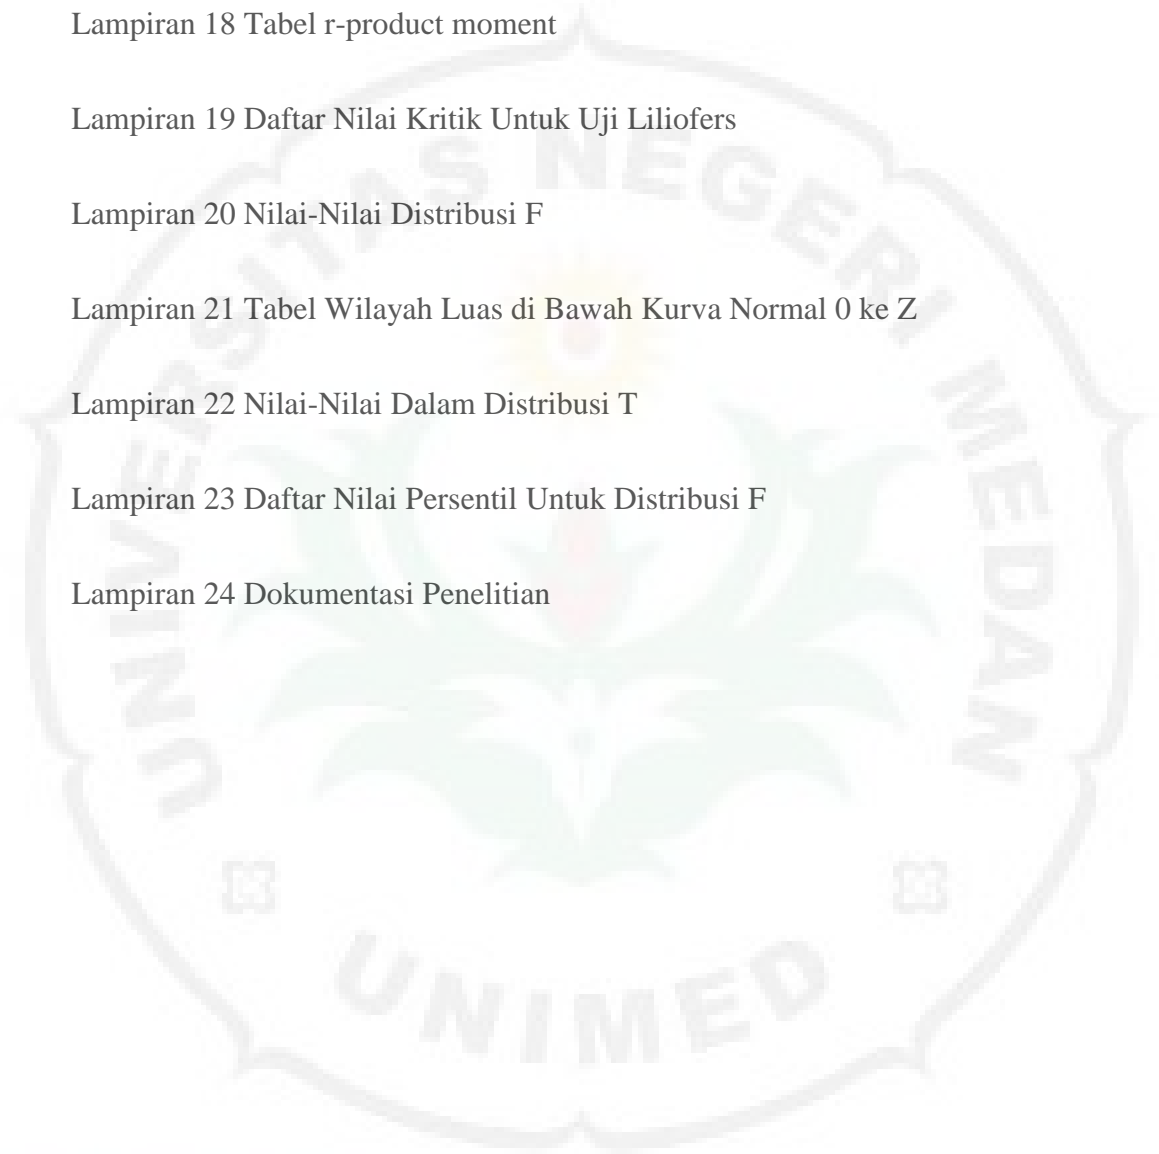 Lampiran 18 Tabel r-product moment
Lampiran 19 Daftar Nilai Kritik Untuk Uji Liliofers
Lampiran 20 Nilai-Nilai Distribusi F
Lampiran 21 Tabel Wilayah Luas di Bawah Kurva Normal 0 ke Z
Lampiran 22 Nilai-Nilai Dalam Distribusi T
Lampiran 23 Daftar Nilai Persentil Untuk Distribusi F
Lampiran 24 Dokumentasi Penelitian
UNIVERSITAS NEGERI MEDAN
UNIMED